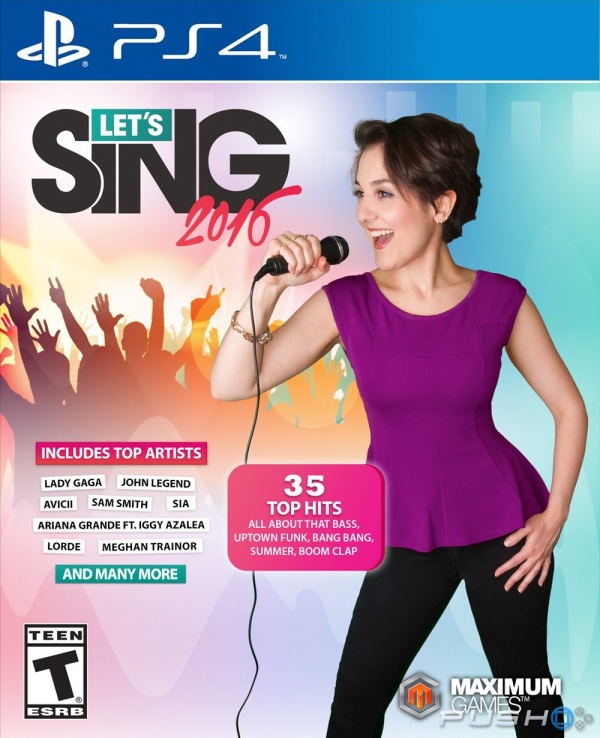 PS4
LET'S
SING
2016
INCLUDES TOP ARTISTS
LADY GAGA
JOHN LEGEND
AVICII
SAM SMITH
SIA
ARIANA GRANDE FT. IGGY AZALEA
LORDE
MEGHAN TRAINOR
AND MANY MORE
35
TOP HITS
ALL ABOUT THAT BASS,
UPTOWN FUNK, BANG BANG,
SUMMER, BOOM CLAP
TEEN
T
ESRB
MAXIMUM
GAMES™
PUSH